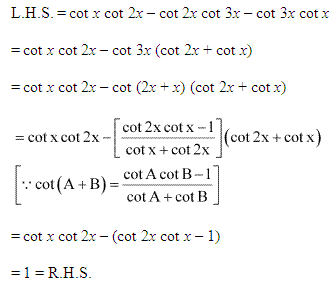 L.H.S. = cot x cot 2x – cot 2x cot 3x – cot 3x cot x
= cot x cot 2x – cot 3x (cot 2x + cot x)
= cot x cot 2x – cot (2x + x) (cot 2x + cot x)
= cot x cot 2x – [(cot 2x cot x – 1)/(cot x + cot 2x)] (cot 2x + cot x)
[∵ cot(A + B) = (cot A cot B – 1)/(cot A + cot B)]
= cot x cot 2x – (cot 2x cot x – 1)
= 1 = R.H.S.